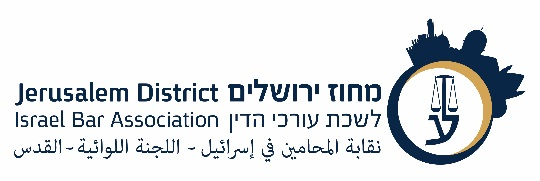 Jerusalem District מחוז ירושלים
Israel Bar Association לשכת עורכי הדין
نقابة المحامين في إسرائيل - اللجنة اللوائية - القدس
ע